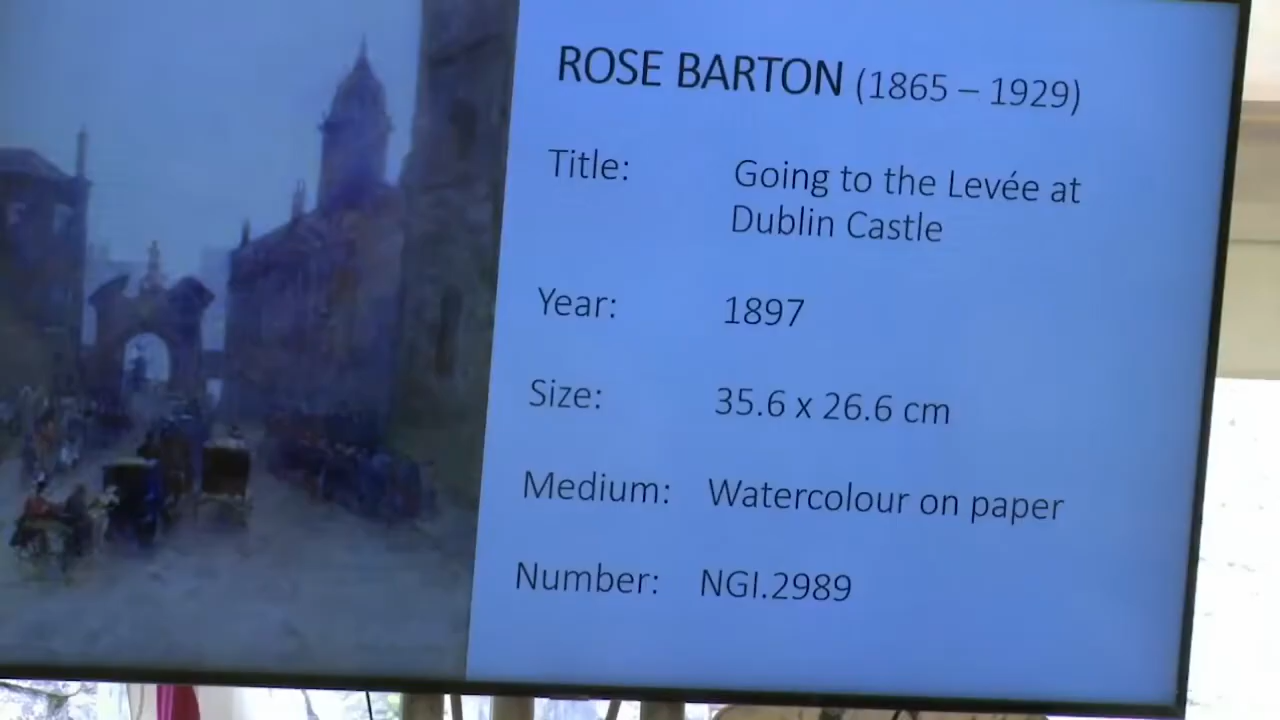 ROSE BARTON (1865 – 1929)
Title: Going to the Levée at
Dublin Castle
Year: 1897
Size: 35.6 x 26.6 cm
Medium: Watercolour on paper
Number: NGI.2989